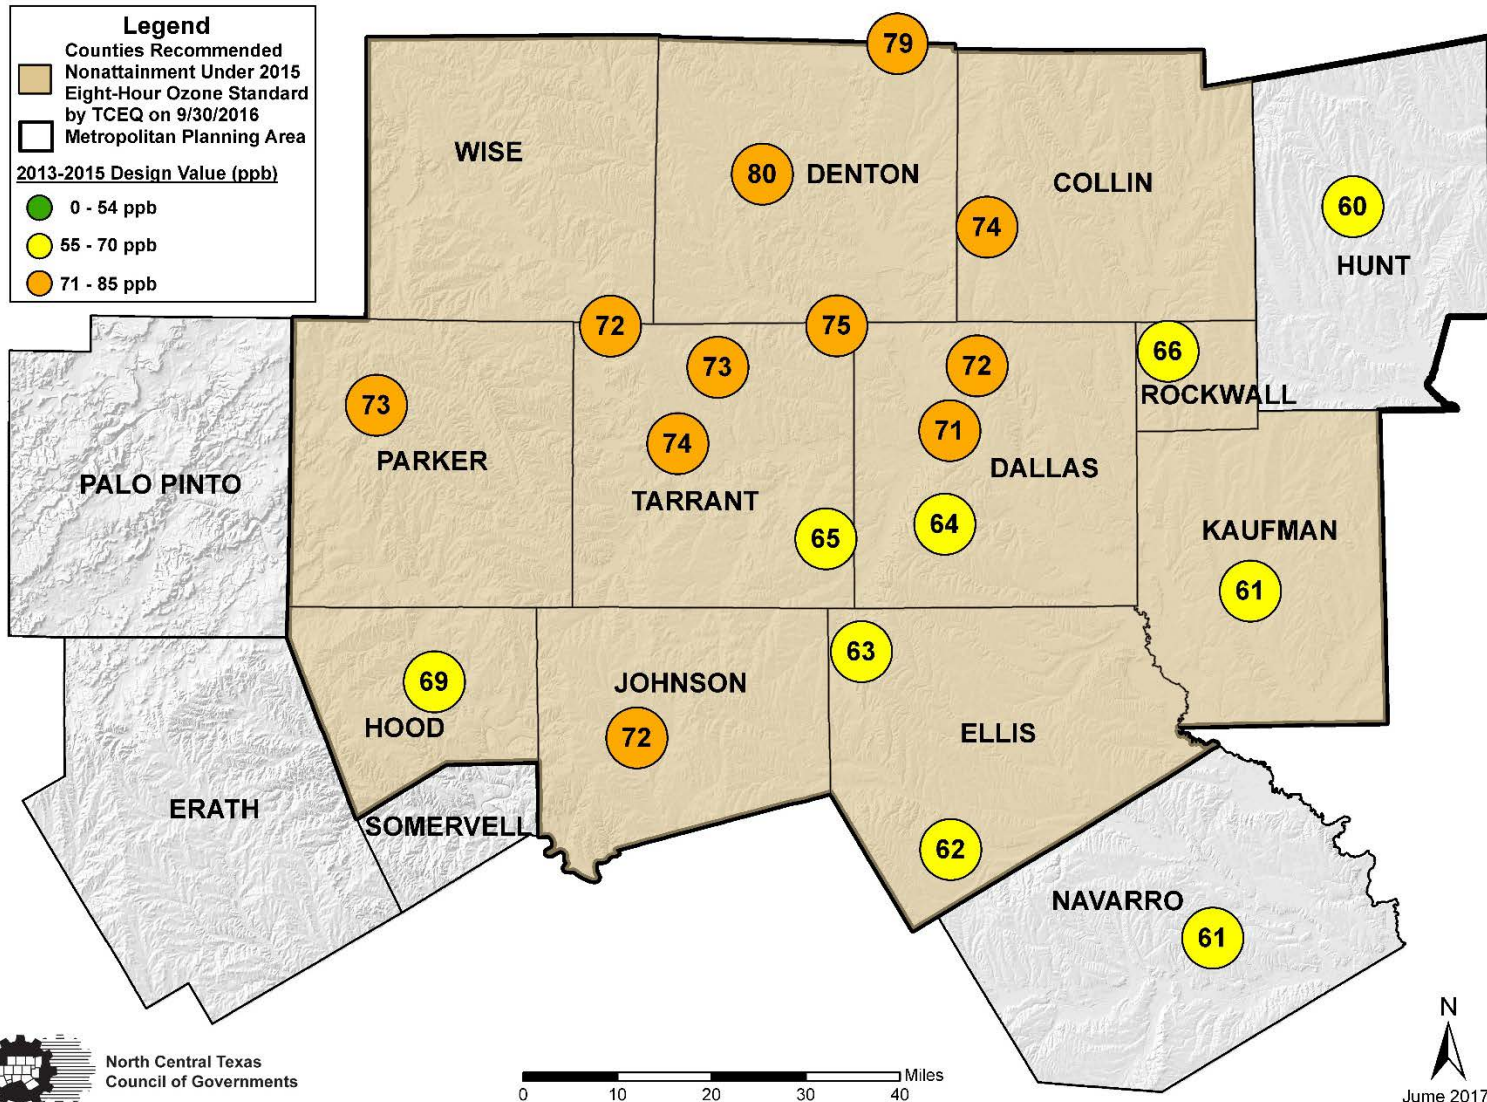 Legend
Counties Recommended
Nonattainment Under 2015
Eight-Hour Ozone Standard
by TCEQ on 9/30/2016
Metropolitan Planning Area
2013-2015 Design Value (ppb)
0 - 54 ppb
55 - 70 ppb
71 - 85 ppb
79
WISE
80
DENTON
COLLIN
74
60
HUNT
72
75
73
72
66
ROCKWALL
73
PARKER
74
71
DALLAS
PALO PINTO
TARRANT
65
64
KAUFMAN
61
63
69
HOOD
JOHNSON
72
ELLIS
ERATH
SOMERVELL
62
NAVARRO
61
North Central Texas
Council of Governments
0 10 20 30 40 Miles
N
Jume 2017